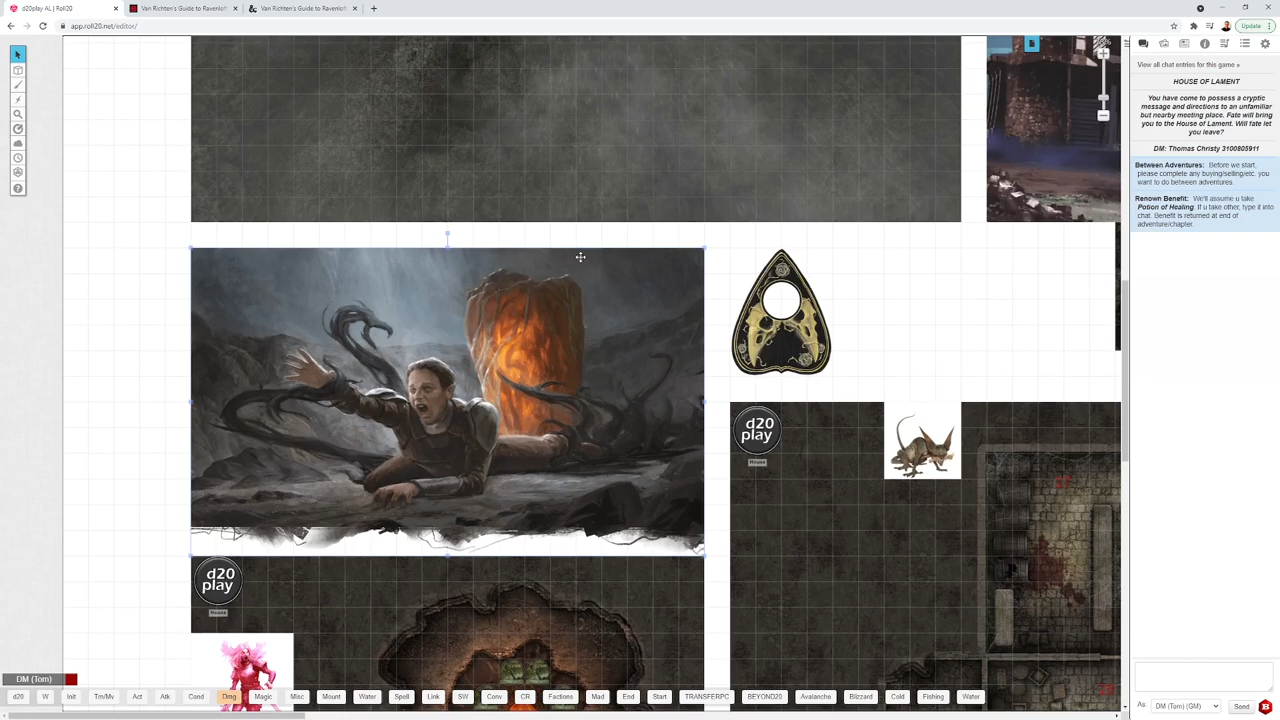 d20play AL | Roll20
Van Richten's Guide to Ravenloft
Van Richten's Guide to Ravenloft
app.roll20.net/editor/
Update
View all chat entries for this game »
HOUSE OF LAMENT
You have come to possess a cryptic
message and directions to an unfamiliar
but nearby meeting place. Fate will bring
you to the House of Lament. Will fate let
you leave?
DM: Thomas Christy 3100805911
Between Adventures: Before we start,
please complete any buying/selling/etc. you
want to do between adventures.
Renown Benefit: We'll assume u take
Potion of Healing. If u take other, type it into
chat. Benefit is returned at end of
adventure/chapter.
d20
play
House
d20
play
House
DM (Tom)
d20 W Init Trn/Mv Act Atk Cond Dmg Magic Misc Mount Water Spell Link SW Conv CR Factions Mad End Start TRANSFERPC BEYOND20 Avalanche Blizzard Cold Fishing Water
As: DM (Tom) (GM) Send